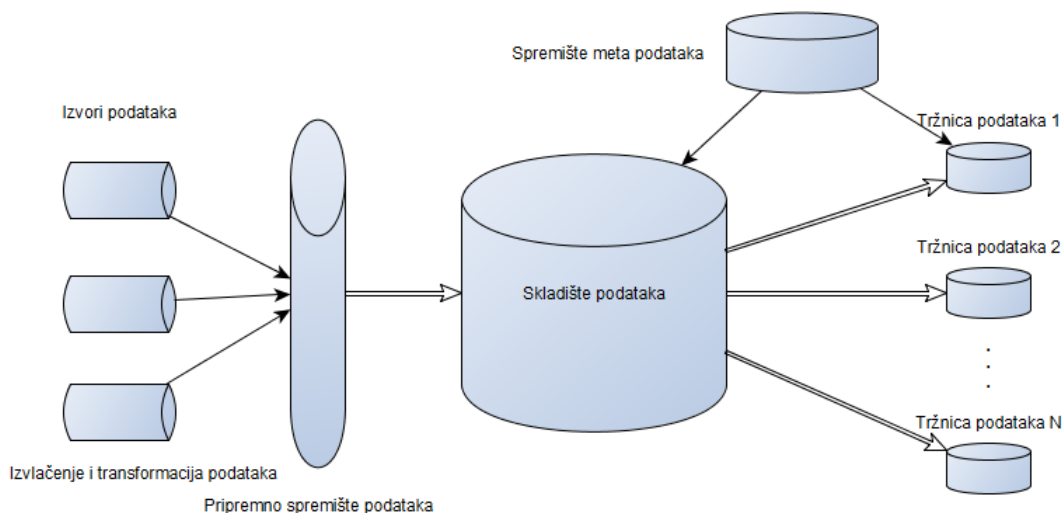 Spremište meta podataka
Izvori podataka
Tržnica podataka 1
Tržnica podataka 2
Skladište podataka
.
.
.
Tržnica podataka N
Izvlačenje i transformacija podataka
Pripremno spremište podataka